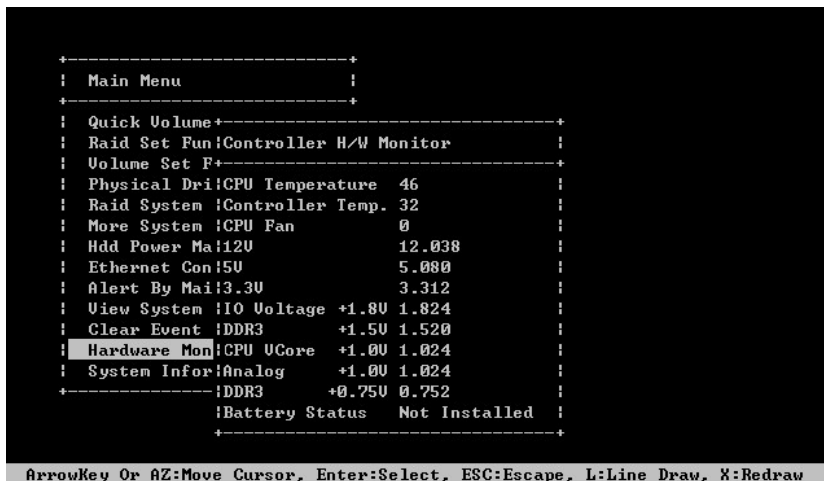 Main Menu
Quick Volume
Raid Set Fun Controller H/W Monitor
Volume Set F
Physical Dri CPU Temperature 46
Raid System Controller Temp. 32
More System CPU Fan 0
Hdd Power Ma 12V 12.038
Ethernet Con 5V 5.080
Alert By Mai 3.3V 3.312
View System IO Voltage +1.8V 1.824
Clear Event DDR3 +1.5V 1.520
Hardware Mon CPU VCore +1.0V 1.024
System Infor Analog +1.0V 1.024
DDR3 +0.75V 0.752
Battery Status Not Installed
ArrowKey Or AZ:Move Cursor, Enter:Select, ESC:Escape, L:Line Draw, X:Redraw